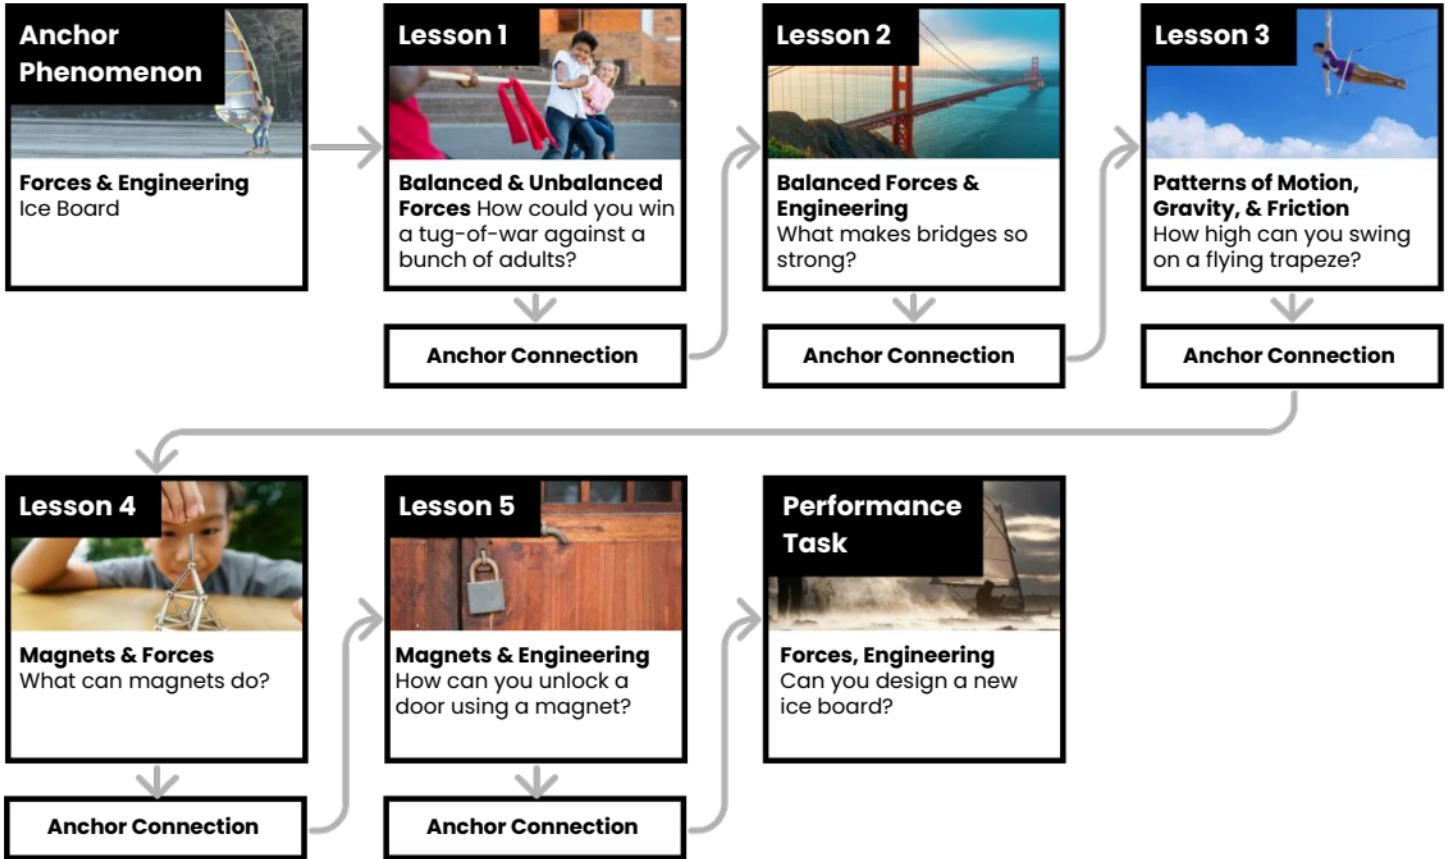 Anchor
Phenomenon
Forces & Engineering
Ice Board
Lesson 1
Balanced & Unbalanced
Forces How could you win
a tug-of-war against a
bunch of adults?
Anchor Connection
Lesson 2
Balanced Forces &
Engineering
What makes bridges so
strong?
Anchor Connection
Lesson 3
Patterns of Motion,
Gravity, & Friction
How high can you swing
on a flying trapeze?
Anchor Connection
Lesson 4
Magnets & Forces
What can magnets do?
Anchor Connection
Lesson 5
Magnets & Engineering
How can you unlock a
door using a magnet?
Anchor Connection
Performance
Task
Forces, Engineering
Can you design a new
ice board?